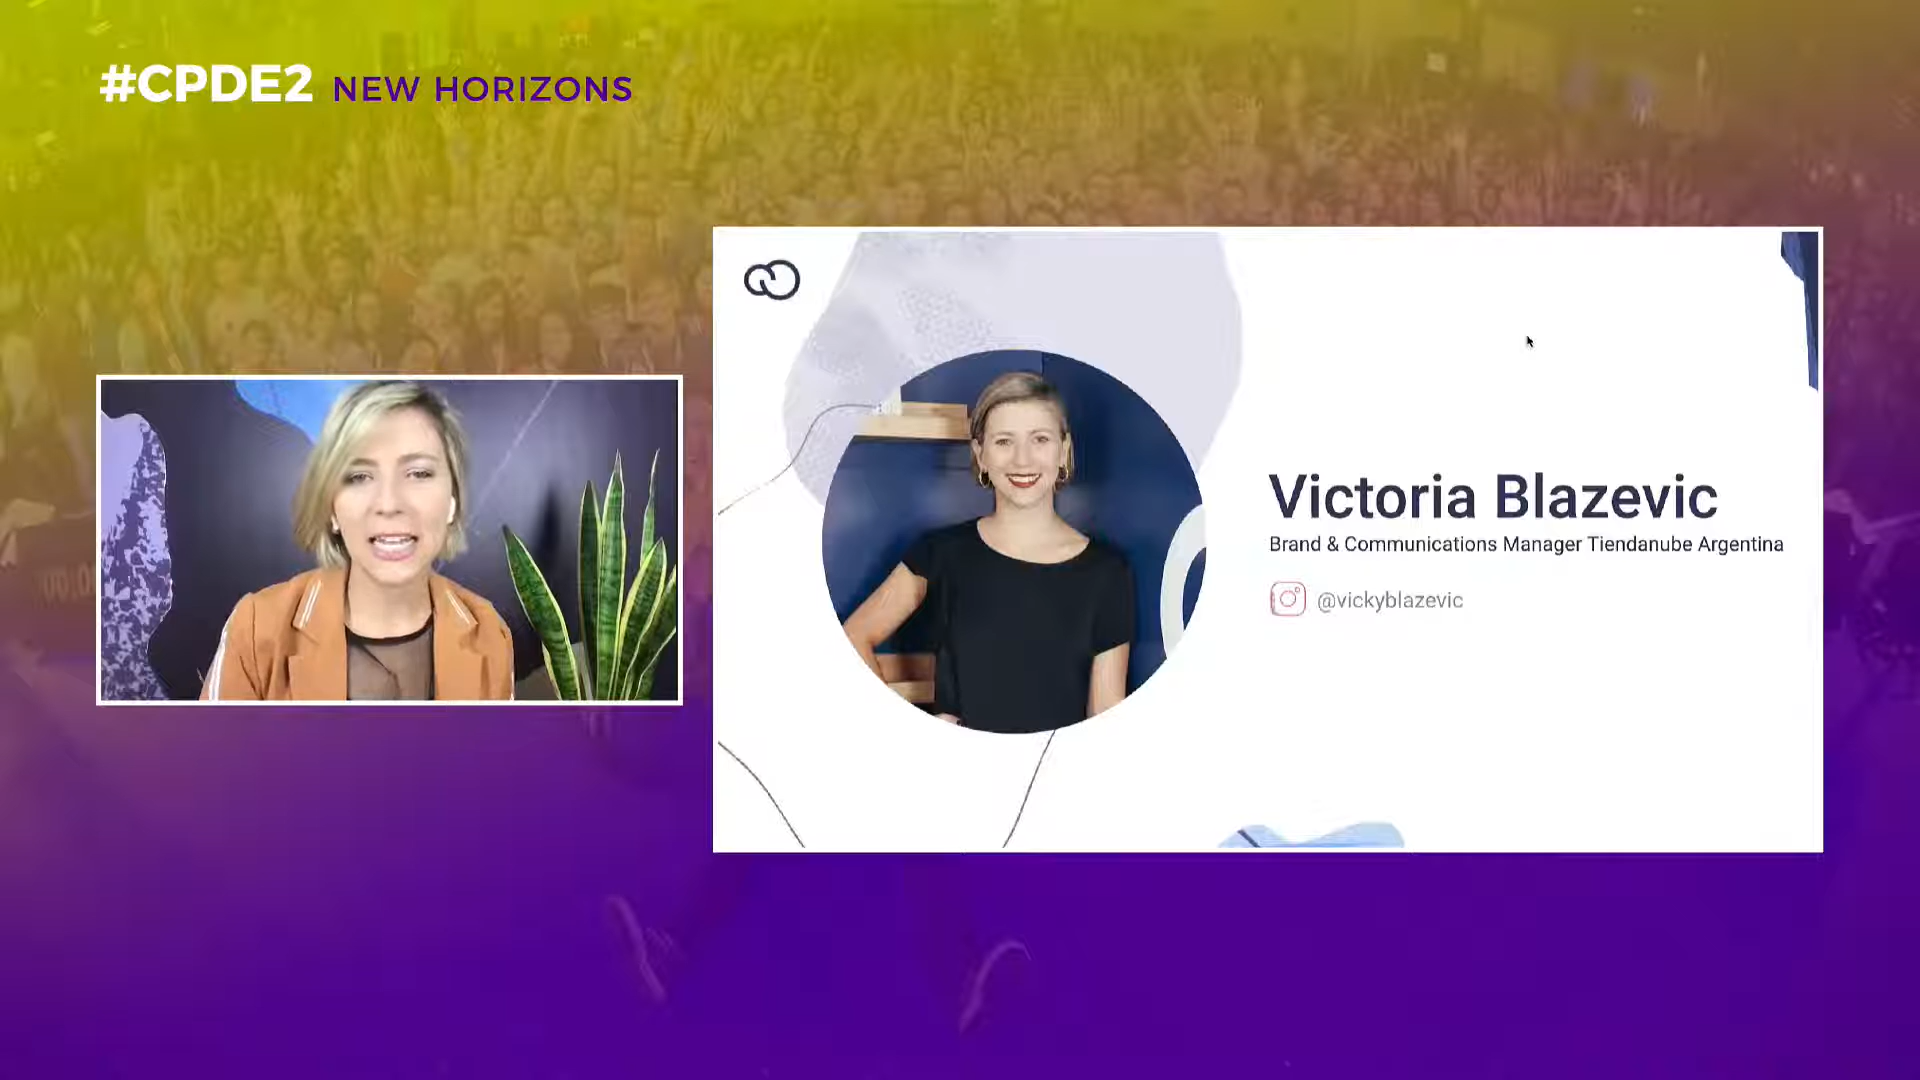 #CPDE2 NEW HORIZONS
Victoria Blazevic
Brand & Communications Manager Tiendanube Argentina
@vickyblazevic